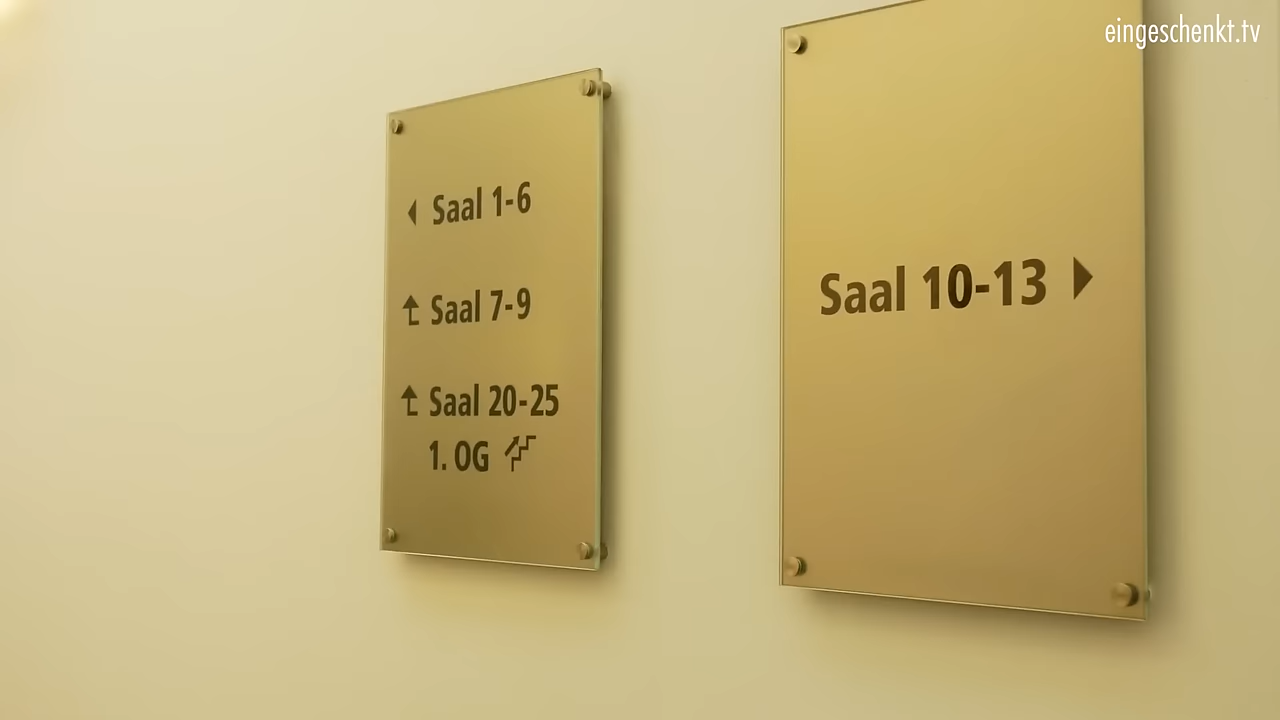 eingeschenkt.tv
Saal 1-6
Saal 7-9
Saal 20-25
1. OG
Saal 10-13